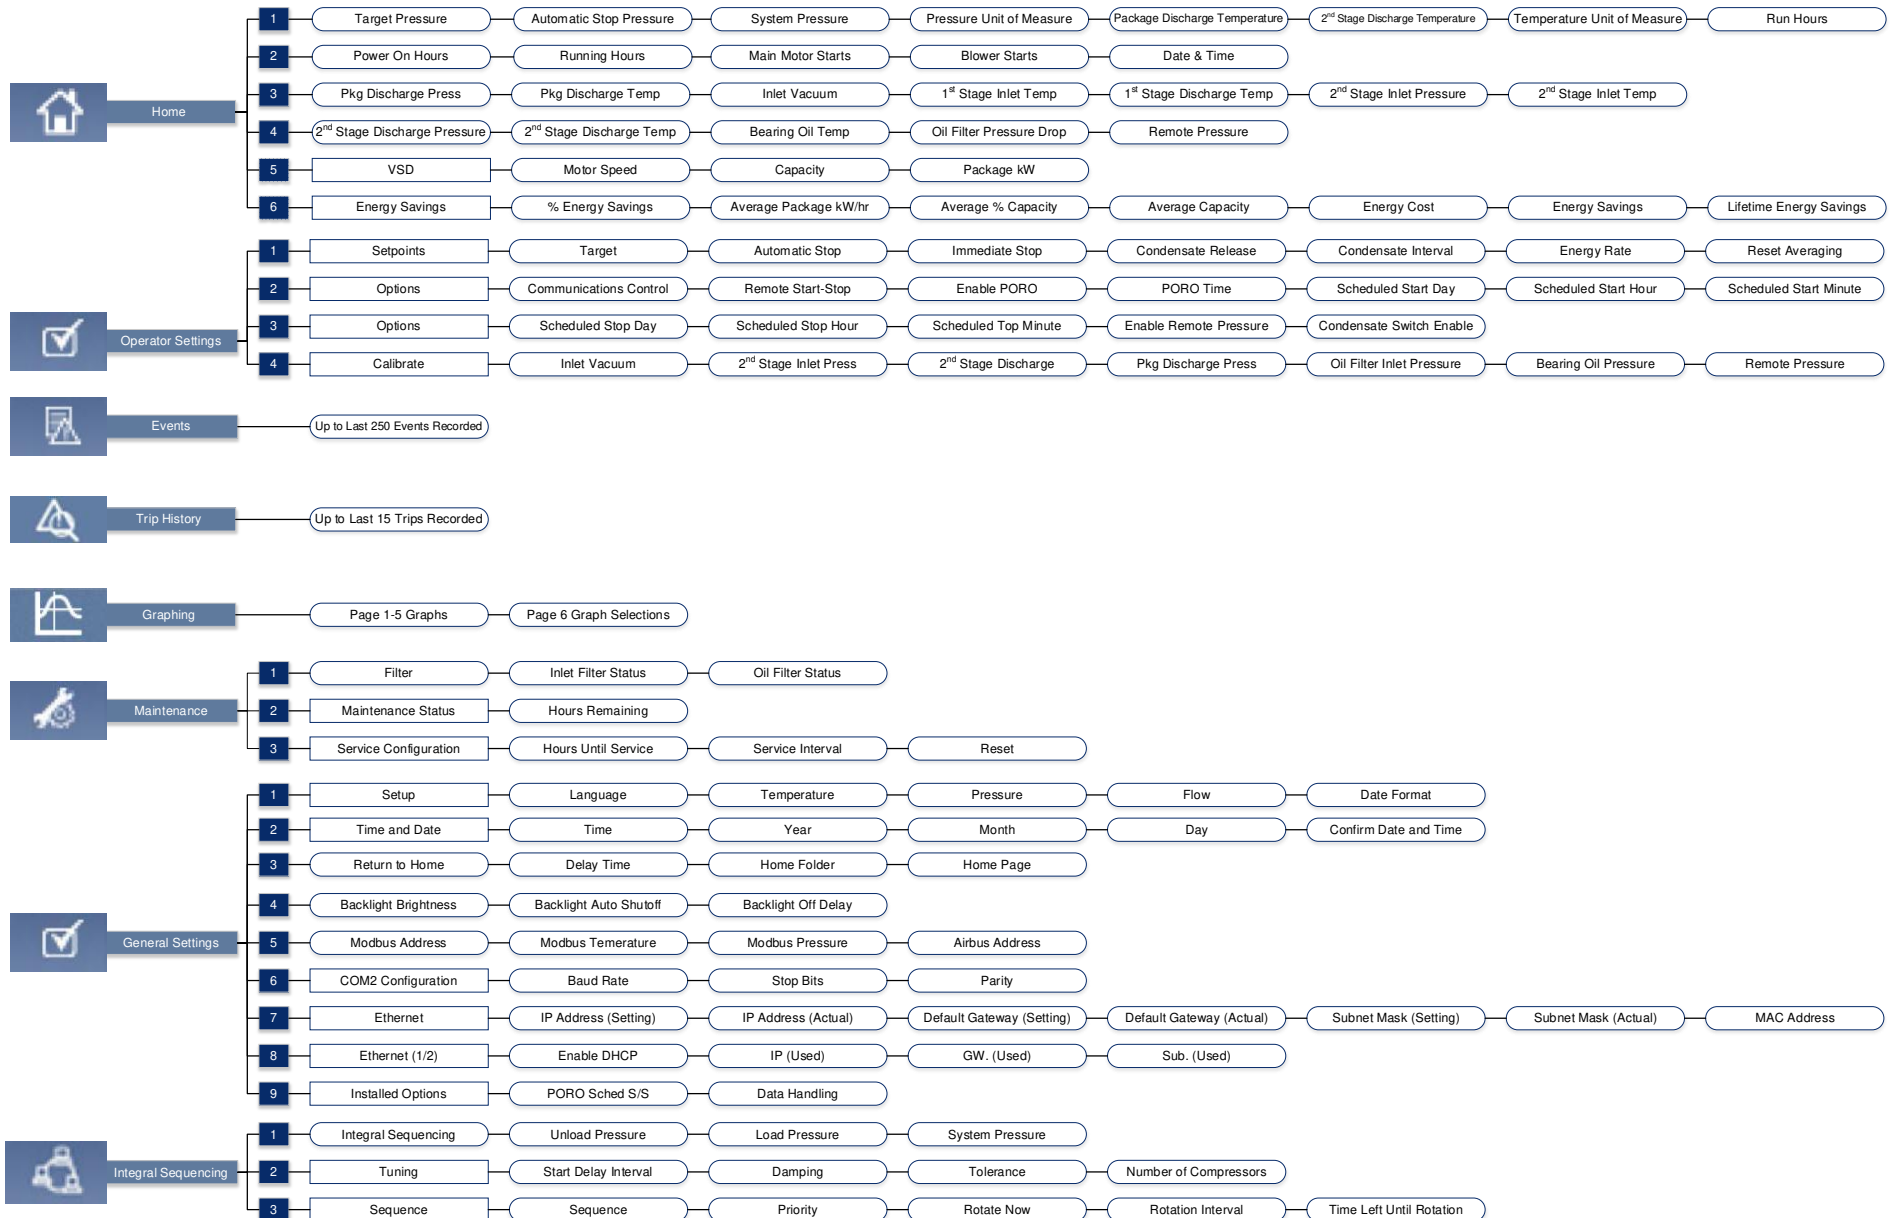 1 Target Pressure Automatic Stop Pressure System Pressure Pressure Unit of Measure Package Discharge Temperature 2nd Stage Discharge Temperature Temperature Unit of Measure Run Hours
2 Power On Hours Running Hours Main Motor Starts Blower Starts Date & Time
3 Pkg Discharge Press Pkg Discharge Temp Inlet Vacuum 1st Stage Inlet Temp 1st Stage Discharge Temp 2nd Stage Inlet Pressure 2nd Stage Inlet Temp
Home
4 2nd Stage Discharge Pressure 2nd Stage Discharge Temp Bearing Oil Temp Oil Filter Pressure Drop Remote Pressure
5 VSD Motor Speed Capacity Package kW
6 Energy Savings % Energy Savings Average Package kW/hr Average % Capacity Average Capacity Energy Cost Energy Savings Lifetime Energy Savings
1 Setpoints Target Automatic Stop Immediate Stop Condensate Release Condensate Interval Energy Rate Reset Averaging
2 Options Communications Control Remote Start-Stop Enable PORO PORO Time Scheduled Start Day Scheduled Start Hour Scheduled Start Minute
3 Options Scheduled Stop Day Scheduled Stop Hour Scheduled Top Minute Enable Remote Pressure Condensate Switch Enable
Operator Settings
4 Calibrate Inlet Vacuum 2nd Stage Inlet Press 2nd Stage Discharge Pkg Discharge Press Oil Filter Inlet Pressure Bearing Oil Pressure Remote Pressure
Events Up to Last 250 Events Recorded
Trip History Up to Last 15 Trips Recorded
Graphing Page 1-5 Graphs Page 6 Graph Selections
1 Filter Inlet Filter Status Oil Filter Status
Maintenance 2 Maintenance Status Hours Remaining
3 Service Configuration Hours Until Service Service Interval Reset
1 Setup Language Temperature Pressure Flow Date Format
2 Time and Date Time Year Month Day Confirm Date and Time
3 Return to Home Delay Time Home Folder Home Page
4 Backlight Brightness Backlight Auto Shutoff Backlight Off Delay
General Settings 5 Modbus Address Modbus Temerature Modbus Pressure Airbus Address
6 COM2 Configuration Baud Rate Stop Bits Parity
7 Ethernet IP Address (Setting) IP Address (Actual) Default Gateway (Setting) Default Gateway (Actual) Subnet Mask (Setting) Subnet Mask (Actual) MAC Address
8 Ethernet (1/2) Enable DHCP IP (Used) GW. (Used) Sub. (Used)
9 Installed Options PORO Sched S/S Data Handling
1 Integral Sequencing Unload Pressure Load Pressure System Pressure
Integral Sequencing 2 Tuning Start Delay Interval Damping Tolerance Number of Compressors
3 Sequence Sequence Priority Rotate Now Rotation Interval Time Left Until Rotation